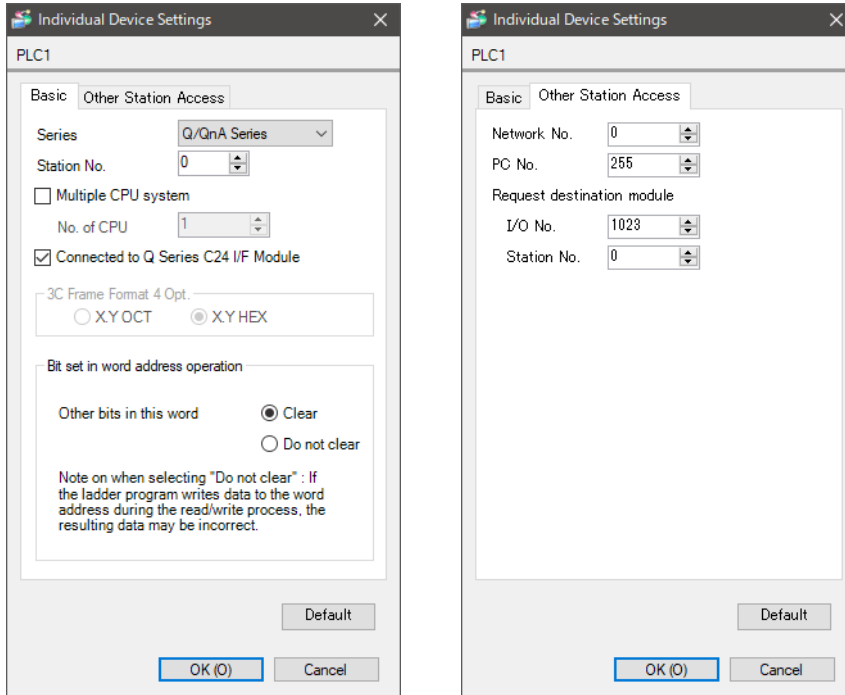 Individual Device Settings
PLC1
Basic Other Station Access
Series Q/QnA Series
Station No. 0
Multiple CPU system
No. of CPU 1
Connected to Q Series C24 I/F Module
3C Frame Format 4 Opt.
X.Y OCT X.Y HEX
Bit set in word address operation
Other bits in this word Clear
Do not clear
Note on when selecting "Do not clear" : If
the ladder program writes data to the word
address during the read/write process, the
resulting data may be incorrect.
Default
OK (O) Cancel
Individual Device Settings
PLC1
Basic Other Station Access
Network No. 0
PC No. 255
Request destination module
I/O No. 1023
Station No. 0
Default
OK (O) Cancel